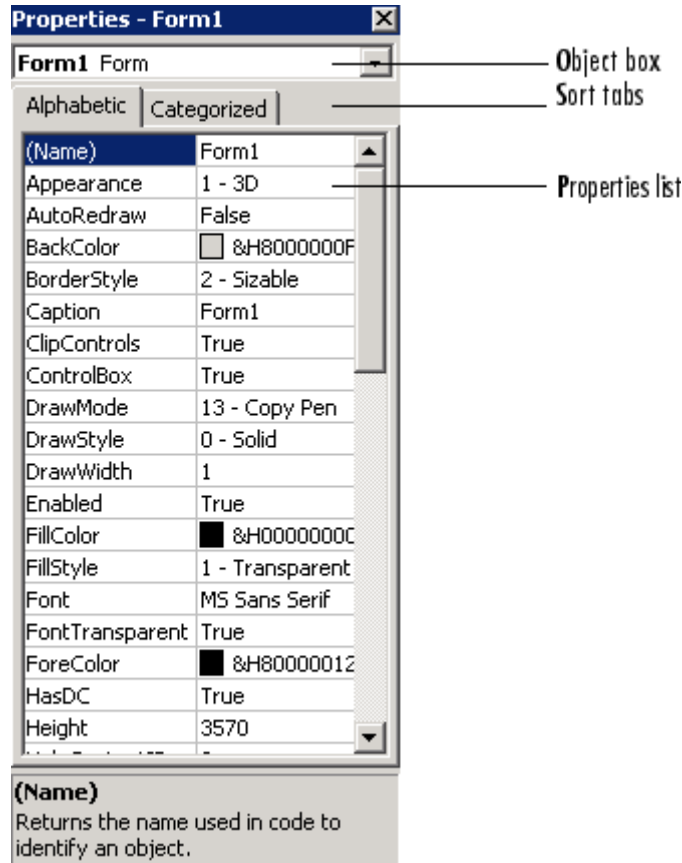 Properties - Form1
Form1 Form
Object box
Alphabetic Categorized
Sort tabs
(Name) Form1
Appearance 1 - 3D
Properties list
AutoRedraw False
BackColor &H8000000F
BorderStyle 2 - Sizable
Caption Form1
ClipControls True
ControlBox True
DrawMode 13 - Copy Pen
DrawStyle 0 - Solid
DrawWidth 1
Enabled True
FillColor &H0000000
FillStyle 1 - Transparent
Font MS Sans Serif
FontTransparent True
ForeColor &H80000012
HasDC True
Height 3570
(Name)
Returns the name used in code to
identify an object.